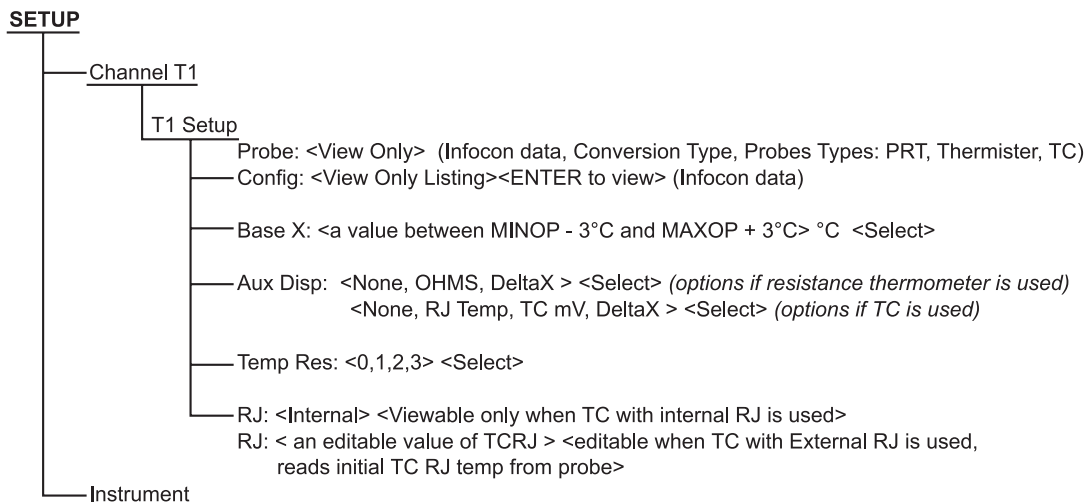 SETUP
Channel T1
T1 Setup
Probe: <View Only> (Infocon data, Conversion Type, Probes Types: PRT, Thermister, TC)
Config: <View Only Listing><ENTER to view> (Infocon data)
Base X: <a value between MINOP - 3°C and MAXOP + 3°C> °C <Select>
Aux Disp: <None, OHMS, DeltaX > <Select> (options if resistance thermometer is used)
<None, RJ Temp, TC mV, DeltaX > <Select> (options if TC is used)
Temp Res: <0,1,2,3> <Select>
RJ: <Internal> <Viewable only when TC with internal RJ is used>
RJ: < an editable value of TCRJ > <editable when TC with External RJ is used,
reads initial TC RJ temp from probe>
Instrument